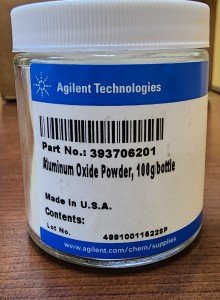 Agilent Technologies
Part No.: 393706201
Aluminum Oxide Powder, 100g/bottle
Made in U.S.A.
Contents:
Lot No. 489100116225P
www.agilent.com/chem/supplies